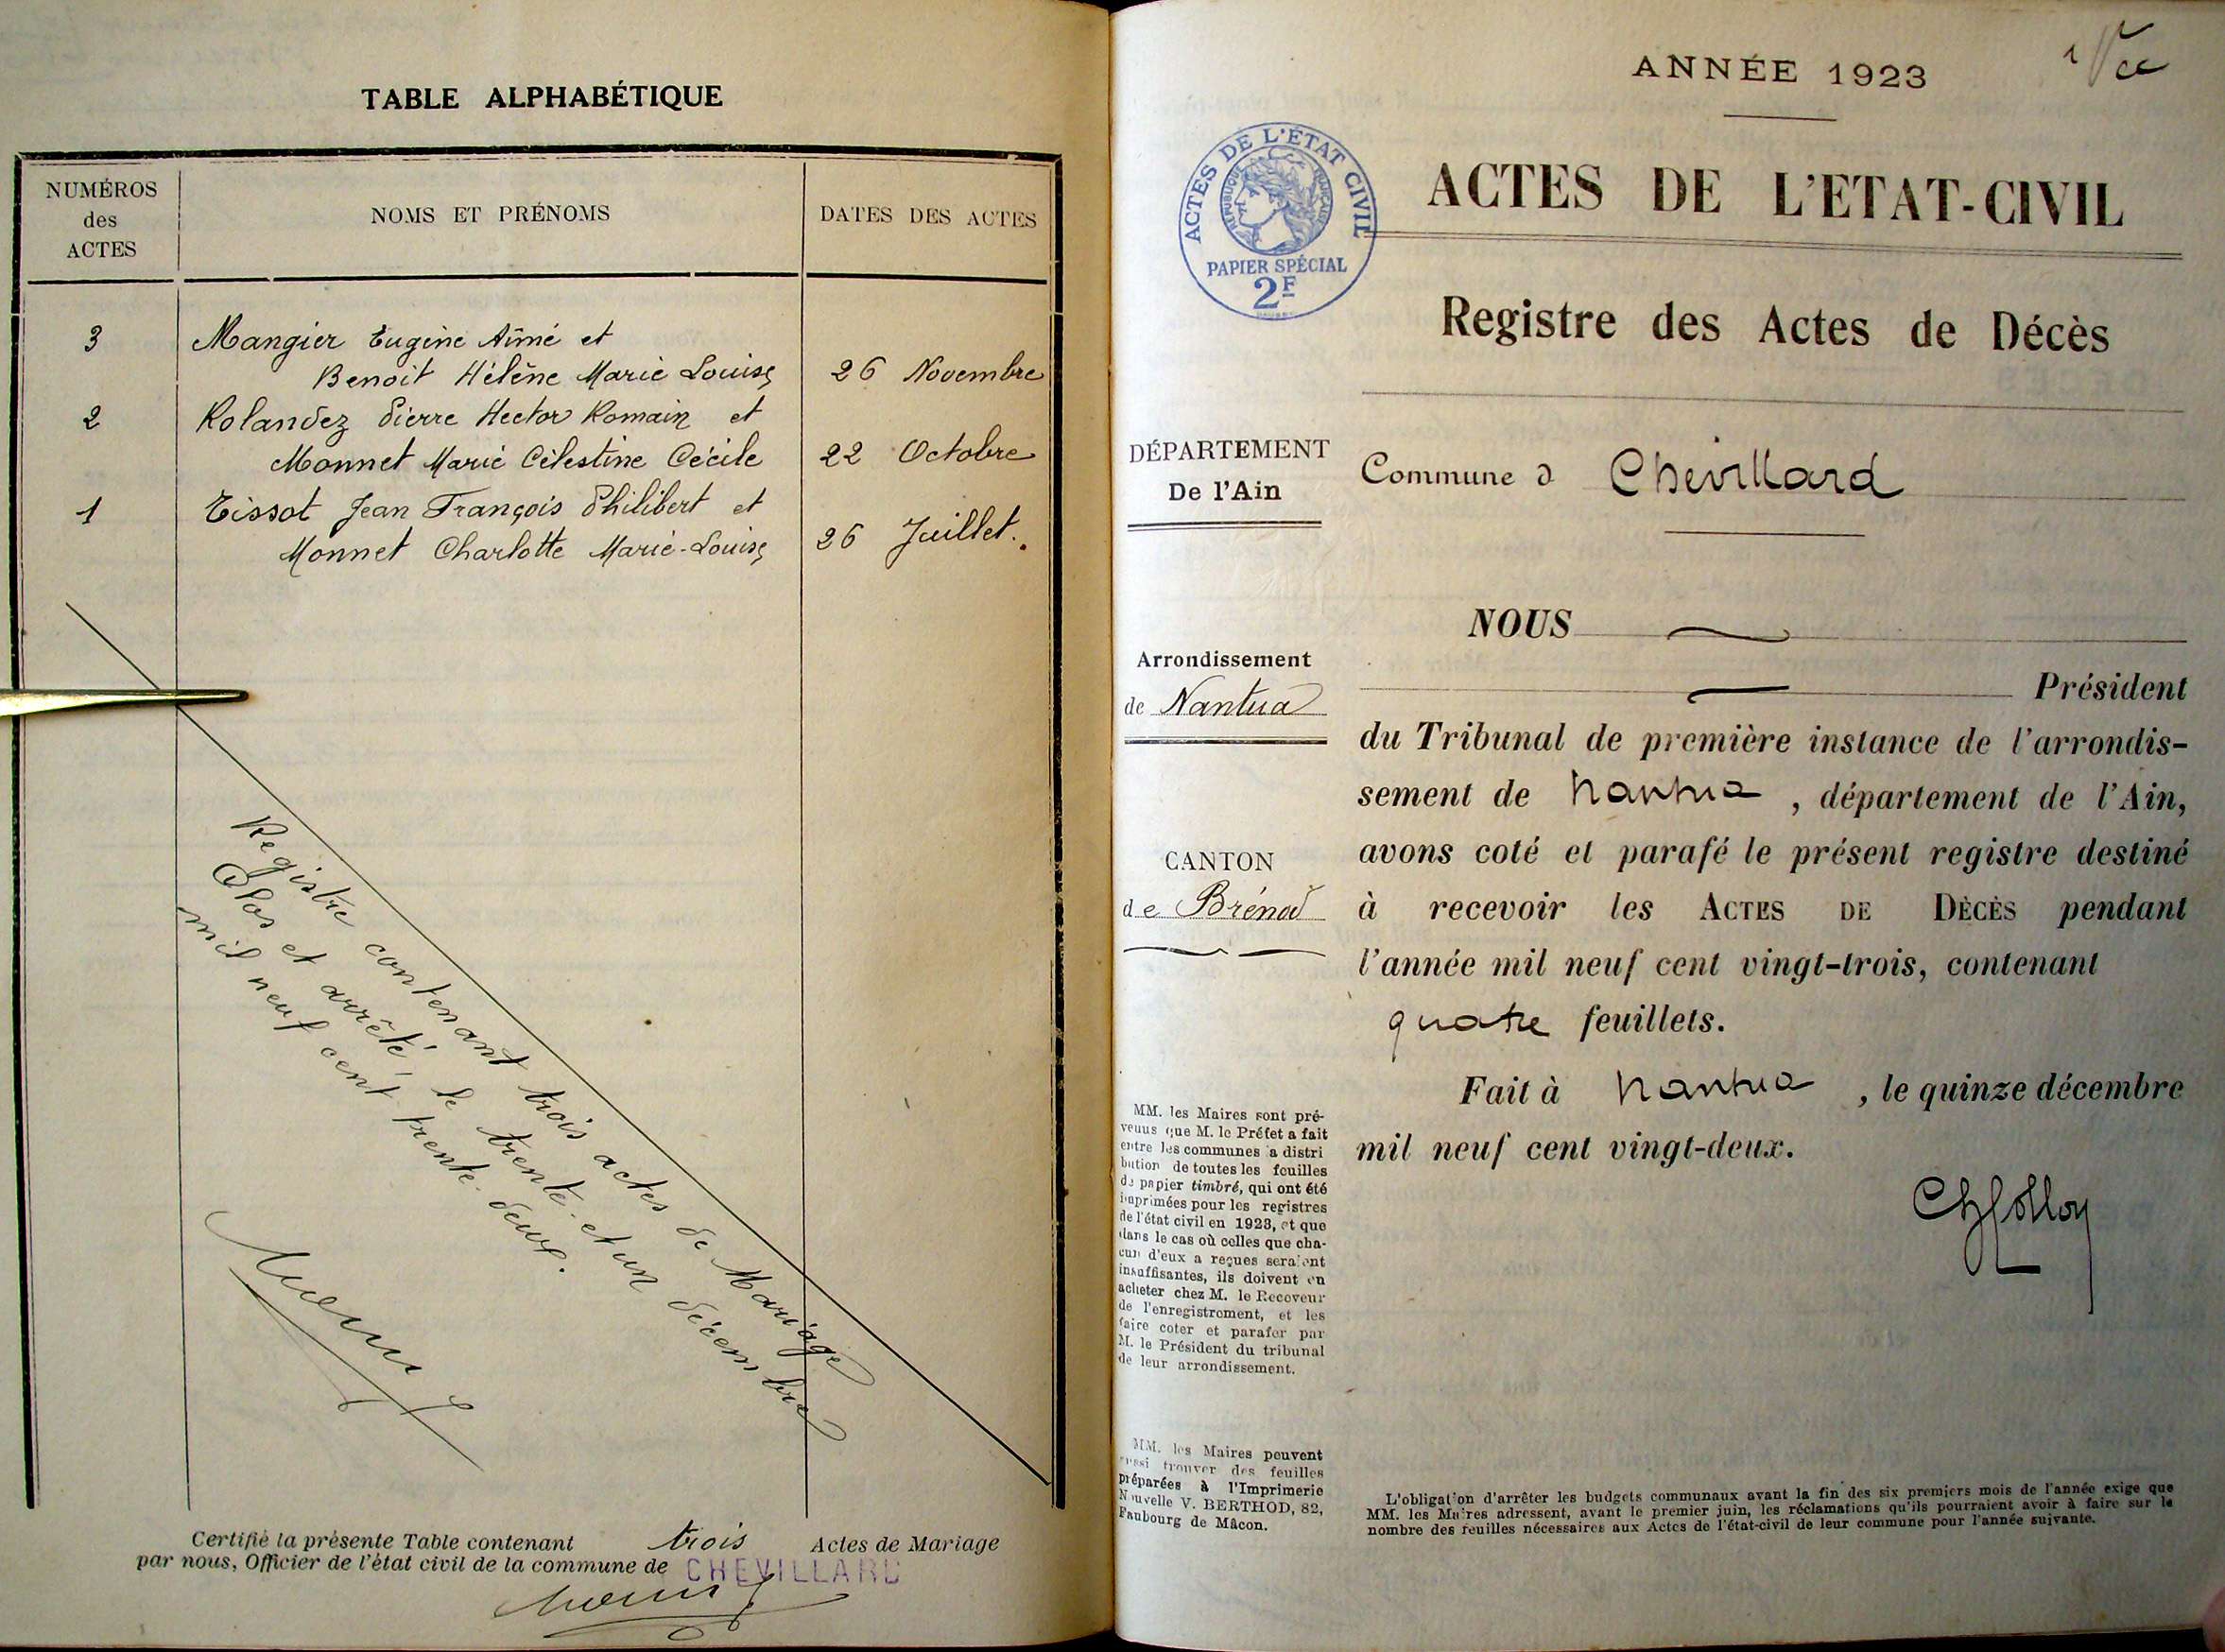 TABLE ALPHABÉTIQUE
NUMÉROS
des
ACTES
NOMS ET PRÉNOMS
DATES DES ACTES
3
Mangier Eugène Aimé et
Benoit Hélène Marie Louise
26 Novembre
2
Rolandez Pierre Hector Romain et
Monnet Marie Célestine Cécile
22 Octobre
1
Tissot Jean François Philibert et
Monnet Charlotte Marie-Louise
26 Juillet.
Registre contenant trois actes de Mariage
Clos et arrêté, le trente-et un décembre
mil neuf cent trente-deux.
Certifié la présente Table contenant trois Actes de Mariage
par nous, Officier de l'état civil de la commune de CHEVILLARD
ANNÉE 1923
ACTES DE L'ÉTAT CIVIL
RÉPUBLIQUE FRANÇAISE
PAPIER SPÉCIAL
2F
ACTES DE L'ETAT-CIVIL
Registre des Actes de Décès
DÉPARTEMENT
De l'Ain
Commune d Chevillard
Arrondissement
de Nantua
CANTON
de Brénod
NOUS
Président
du Tribunal de première instance de l'arrondis-
sement de Nantua, département de l'Ain,
avons coté et parafé le présent registre destiné
à recevoir les ACTES DE DÉCÈS pendant
l'année mil neuf cent vingt-trois, contenant
quatre feuillets.
Fait à Nantua, le quinze décembre
mil neuf cent vingt-deux.
MM. les Maires sont pré-
venus que M. le Préfet a fait
entre les communes a distri
bution de toutes les feuilles
de papier timbré, qui ont été
imprimées pour les registres
de l'état civil en 1923, et que
dans le cas où celles que cha-
cun d'eux a reçues seraient
insuffisantes, ils doivent en
acheter chez M. le Receveur
de l'enregistrement, et les
faire coter et parafer par
M. le Président du tribunal
de leur arrondissement.
MM. les Maires peuvent
aussi trouver des feuilles
préparées à l'Imprimerie
Nouvelle V. BERTHOD, 82,
Faubourg de Mâcon.
L'obligation d'arrêter les budgets communaux avant la fin des six premiers mois de l'année exige que
MM. les Maires adressent, avant le premier juin, les réclamations qu'ils pourraient avoir à faire sur le
nombre des feuilles nécessaires aux Actes de l'état-civil de leur commune pour l'année suivante.